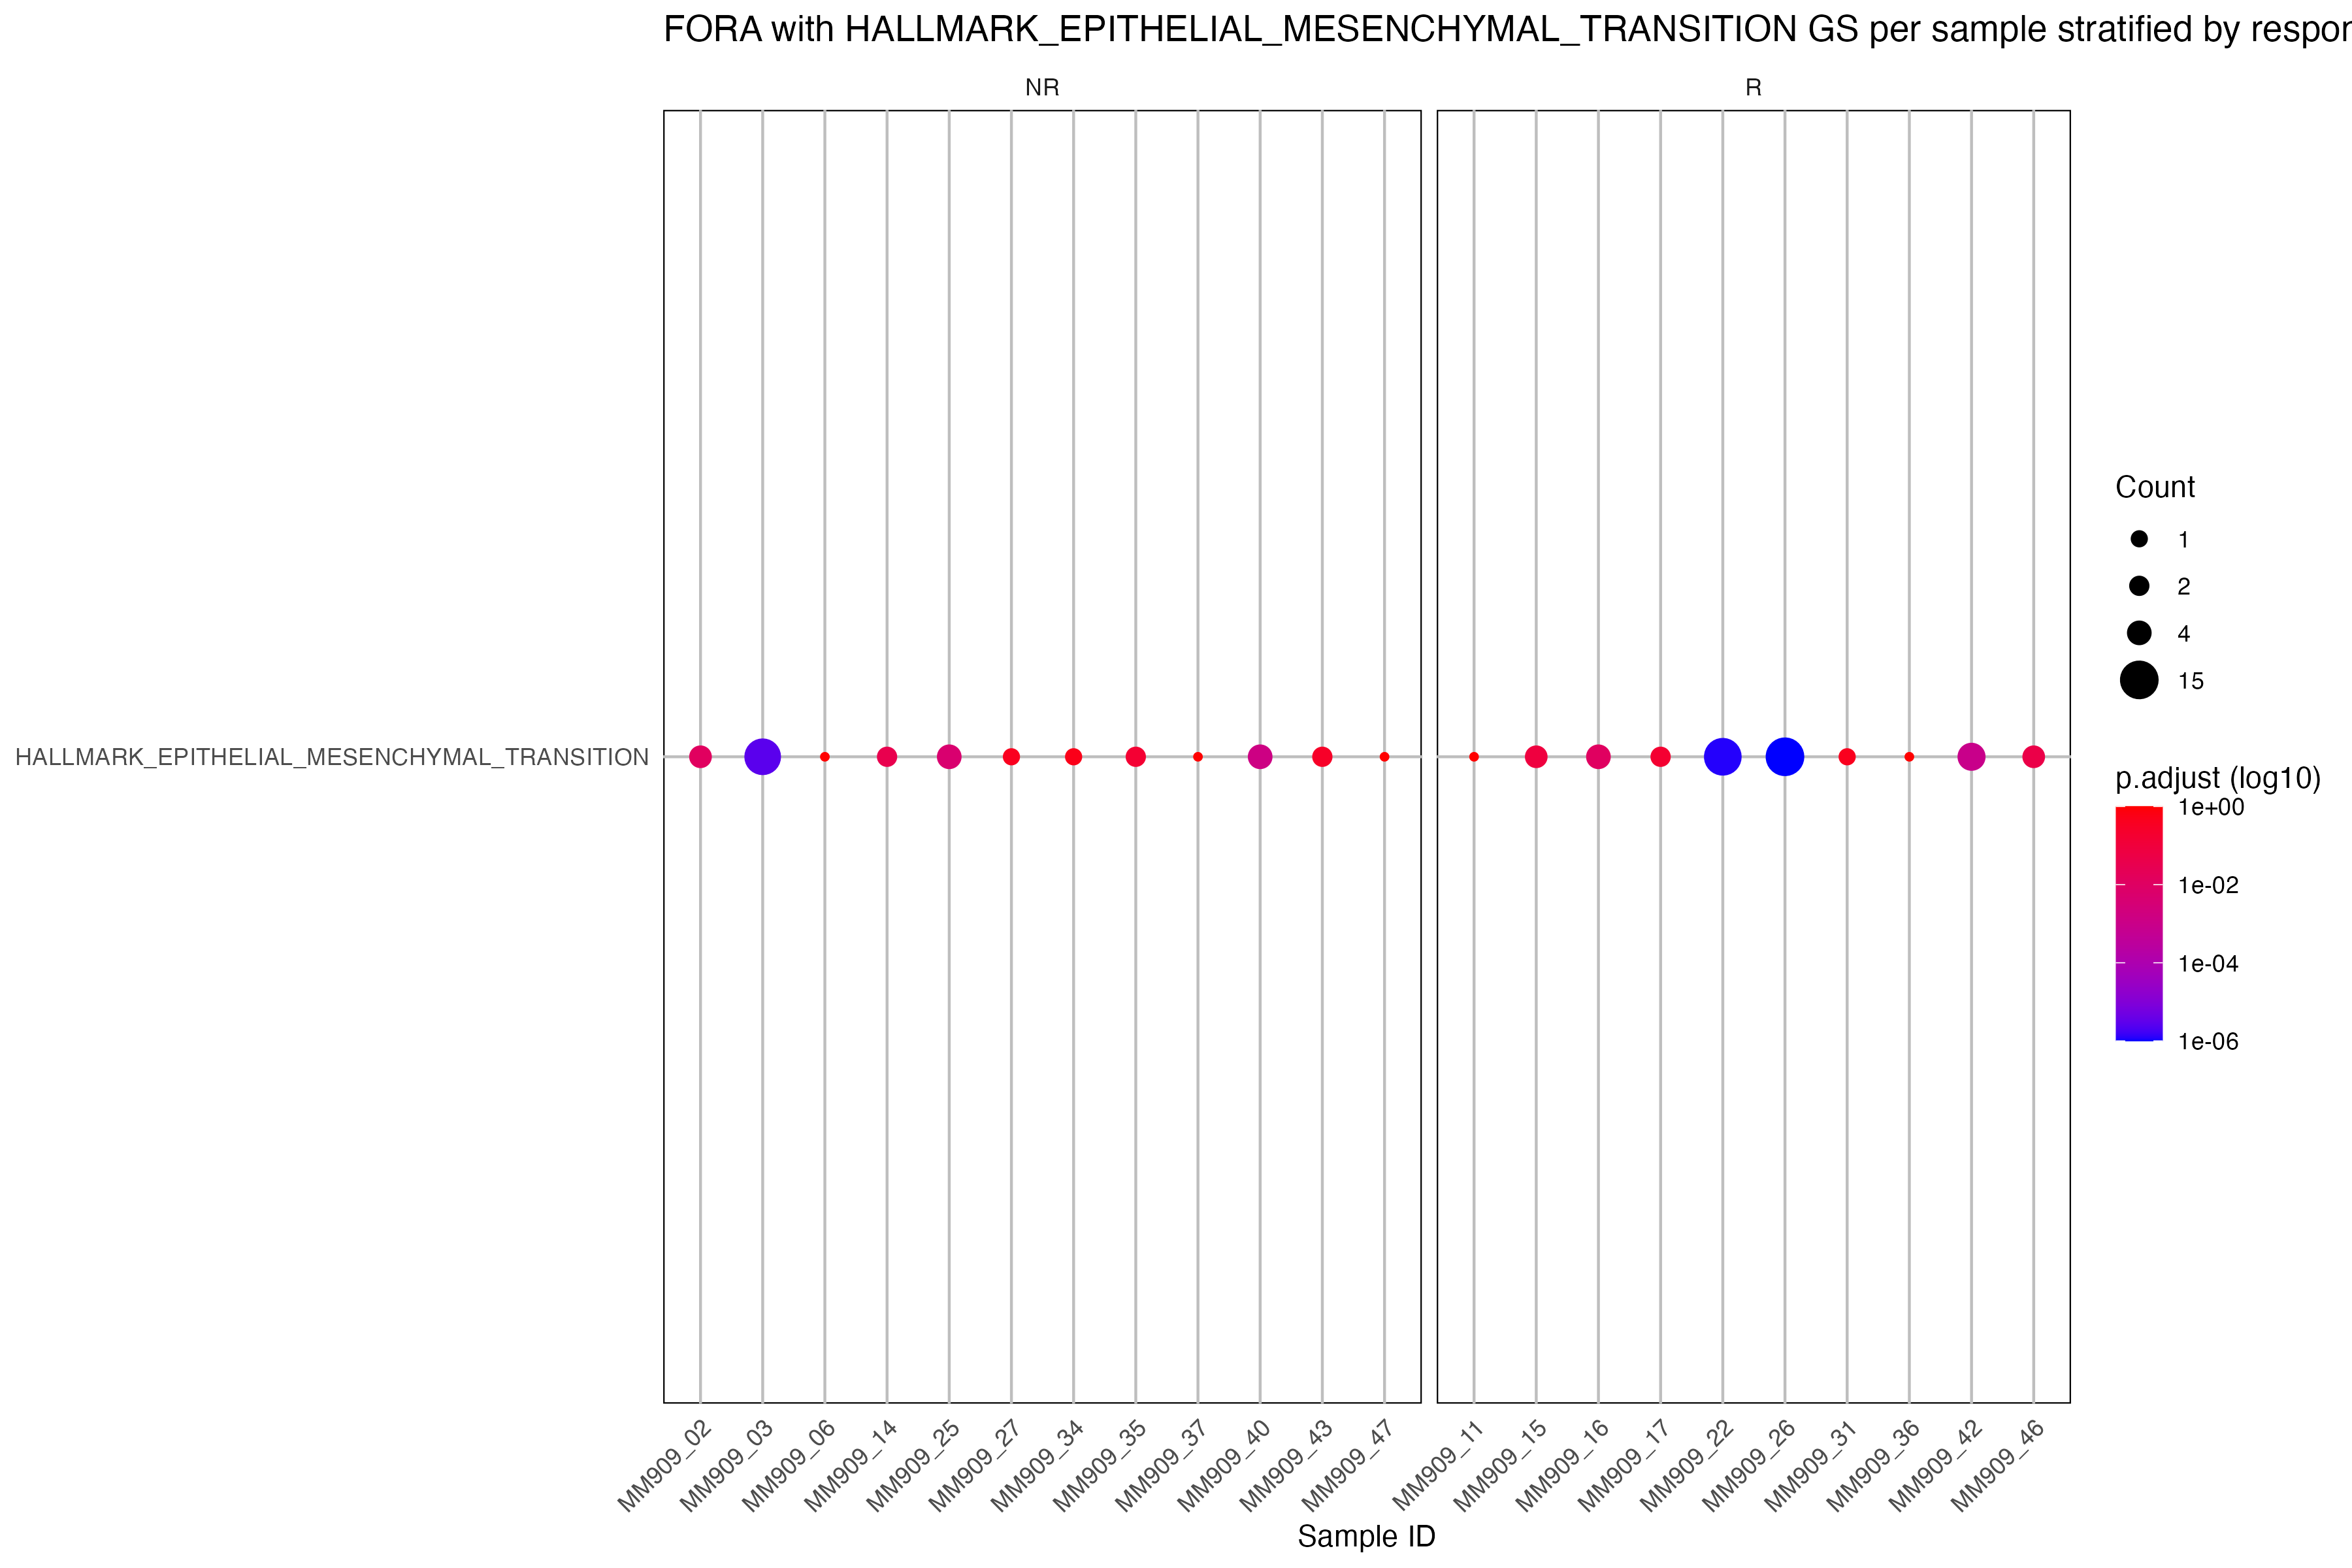 FORA with HALLMARK_EPITHELIAL_MESENCHYMAL_TRANSITION GS per sample stratified by respor
NR
R
HALLMARK_EPITHELIAL_MESENCHYMAL_TRANSITION
MM909_02
MM909_03
MM909_06
MM909_14
MM909_25
MM909_27
MM909_34
MM909_35
MM909_37
MM909_40
MM909_43
MM909_47
MM909_11
MM909_15
MM909_16
MM909_17
MM909_22
MM909_26
MM909_31
MM909_36
MM909_42
MM909_46
Sample ID
Count
1
2
4
15
p.adjust (log10)
1e+00
1e-02
1e-04
1e-06